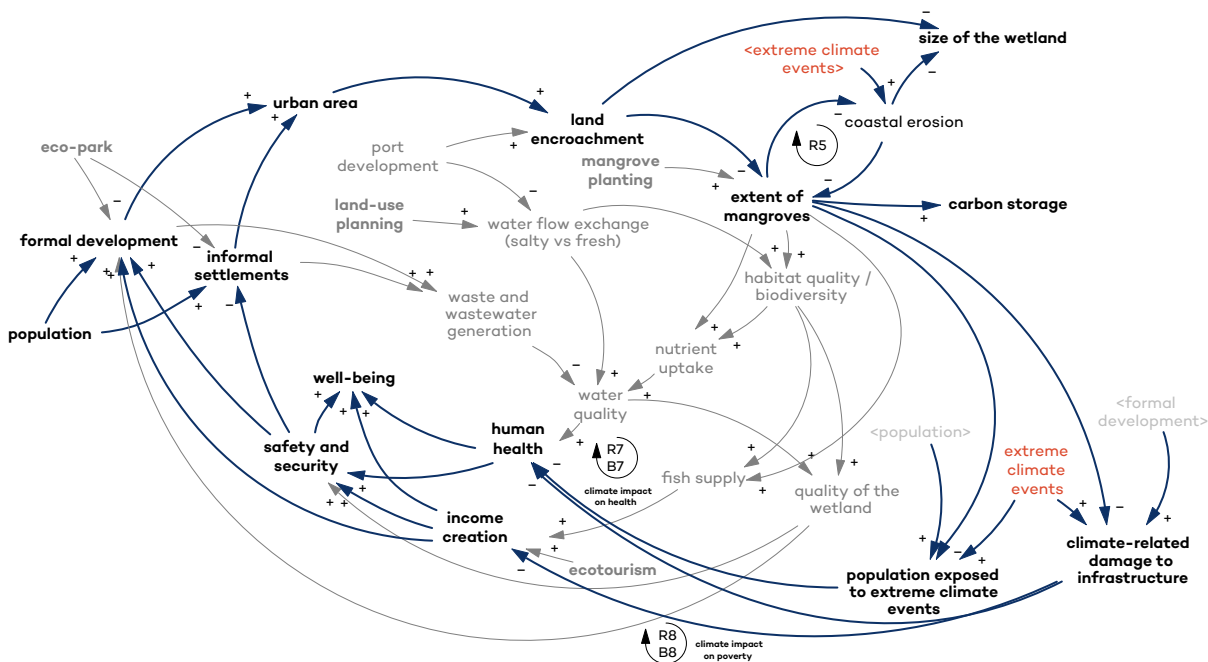 size of the wetland
<extreme climate
events>
urban area
land
encroachment
coastal erosion
R5
eco-park
port
development
mangrove
planting
extent of
mangroves
carbon storage
land-use
planning
water flow exchange
(salty vs fresh)
formal development
informal
settlements
habitat quality /
biodiversity
waste and
wastewater
generation
population
nutrient
uptake
well-being
water
quality
<formal
development>
<population>
human
health
safety and
security
R7
B7
climate impact
on health
fish supply
quality of the
wetland
extreme
climate
events
income
creation
ecotourism
climate-related
damage to
infrastructure
population exposed
to extreme climate
events
R8
B8
climate impact
on poverty